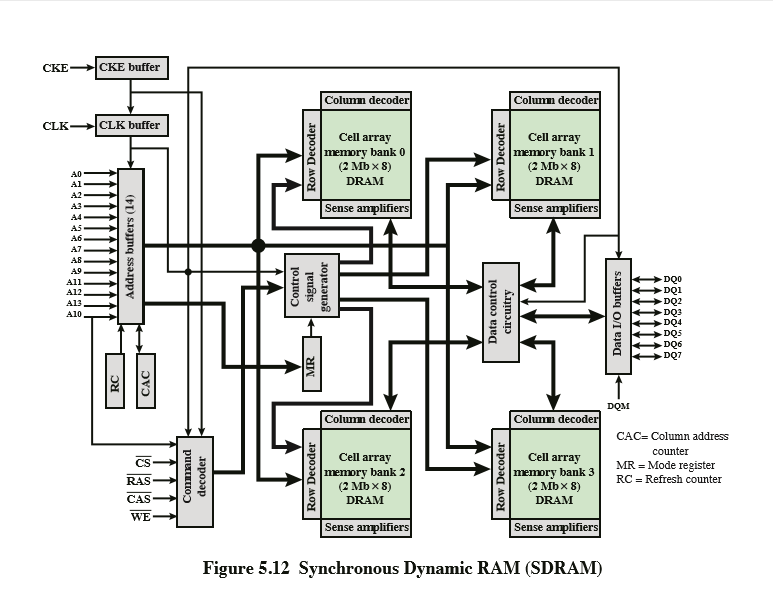 CKE
CKE buffer
CLK
CLK buffer
A0
A1
A2
A3
A4
A5
A6
A7
A8
A9
A11
A12
A13
A10
Address buffers (14)
RC
CAC
CS
RAS
CAS
WE
Command
decoder
Control
signal
generator
MR
Column decoder
Row Decoder
Cell array
memory bank 0
(2 Mb × 8)
DRAM
Sense amplifiers
Column decoder
Row Decoder
Cell array
memory bank 1
(2 Mb × 8)
DRAM
Sense amplifiers
Data control
circuitry
Data I/O buffers
DQ0
DQ1
DQ2
DQ3
DQ4
DQ5
DQ6
DQ7
DQM
Column decoder
Row Decoder
Cell array
memory bank 2
(2 Mb × 8)
DRAM
Sense amplifiers
Column decoder
Row Decoder
Cell array
memory bank 3
(2 Mb × 8)
DRAM
Sense amplifiers
CAC= Column address
counter
MR = Mode register
RC = Refresh counter
Figure 5.12 Synchronous Dynamic RAM (SDRAM)